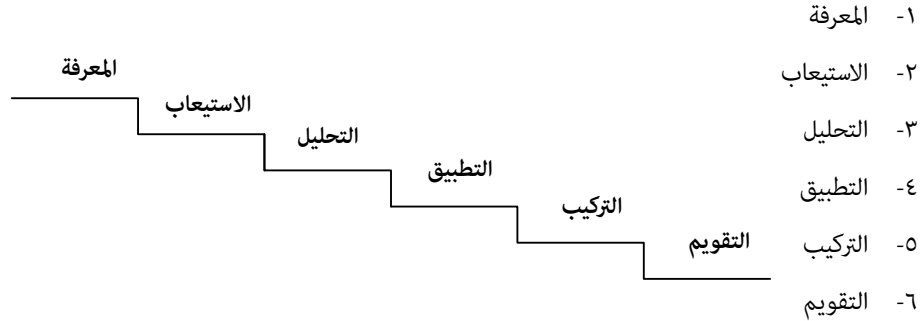 ١- المعرفة
٢- الاستيعاب
٣- التحليل
٤- التطبيق
٥- التركيب
٦- التقويم
المعرفة
الاستيعاب
التحليل
التطبيق
التركيب
التقويم